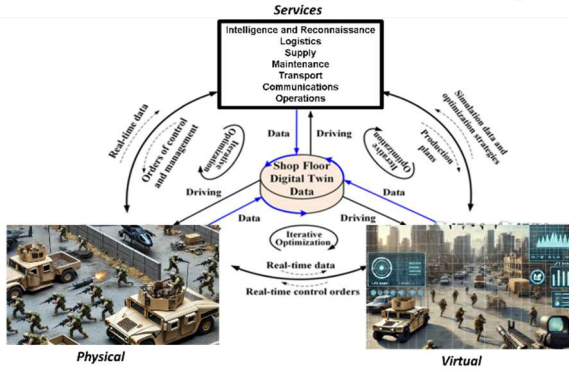 Services
Intelligence and Reconnaissance
Logistics
Supply
Maintenance
Transport
Communications
Operations
Real-time data
Orders of control
and management
Iterative
Optimization
Data
Driving
Iterative
Optimization
Production
plans
Simulation data and
optimization strategies
Shop Floor
Digital Twin
Data
Driving
Data
Data
Driving
Iterative
Optimization
Real-time data
Real-time control orders
Physical
Virtual